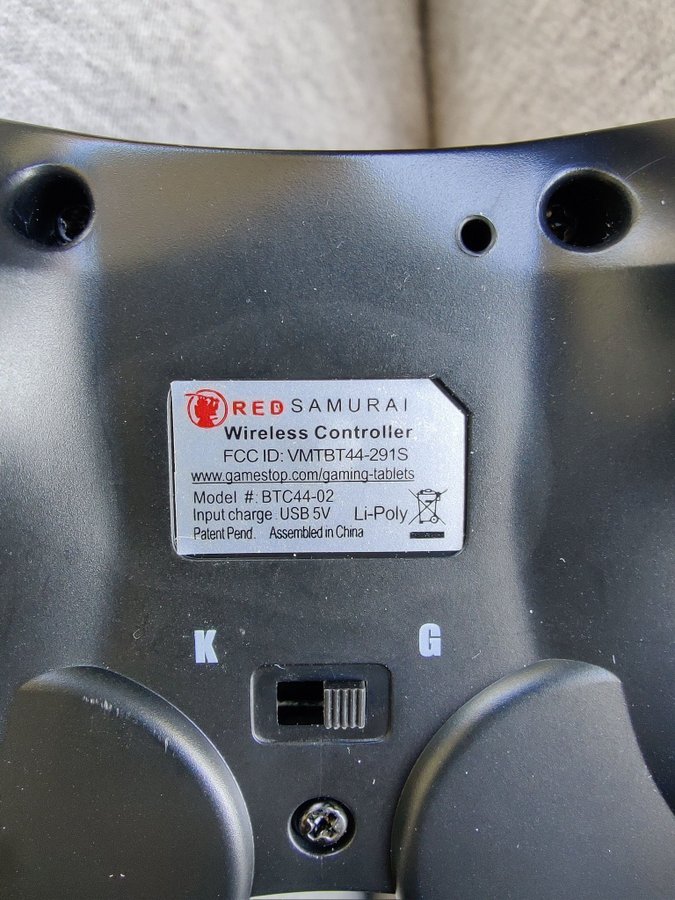 RED SAMURAI
Wireless Controller
FCC ID: VMTBT44-291S
www.gamestop.com/gaming-tablets
Model #: BTC44-02
Input charge USB 5V Li-Poly
Patent Pend. Assembled in China
K G